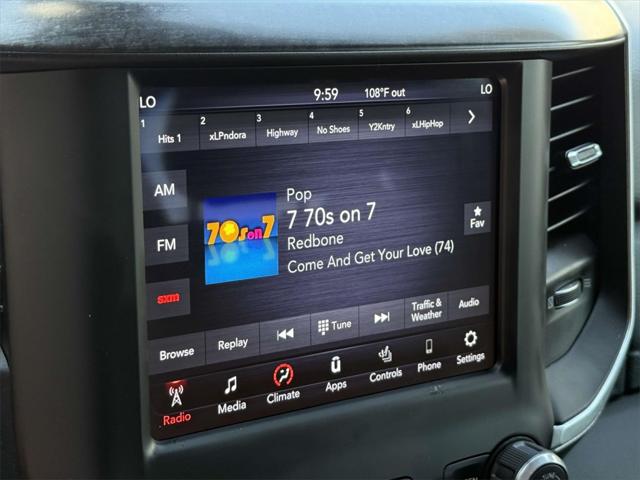 LO 9:59 108°F out LO
1 Hits 1
2 xLPndora
3 Highway
4 No Shoes
5 Y2Kntry
6 xLHipHop
AM
FM
sxm
70s on 7
Pop
7 70s on 7
Redbone
Come And Get Your Love (74)
Fav
Browse
Replay
Tune
Traffic & Weather
Audio
Radio
Media
Climate
Apps
Controls
Phone
Settings